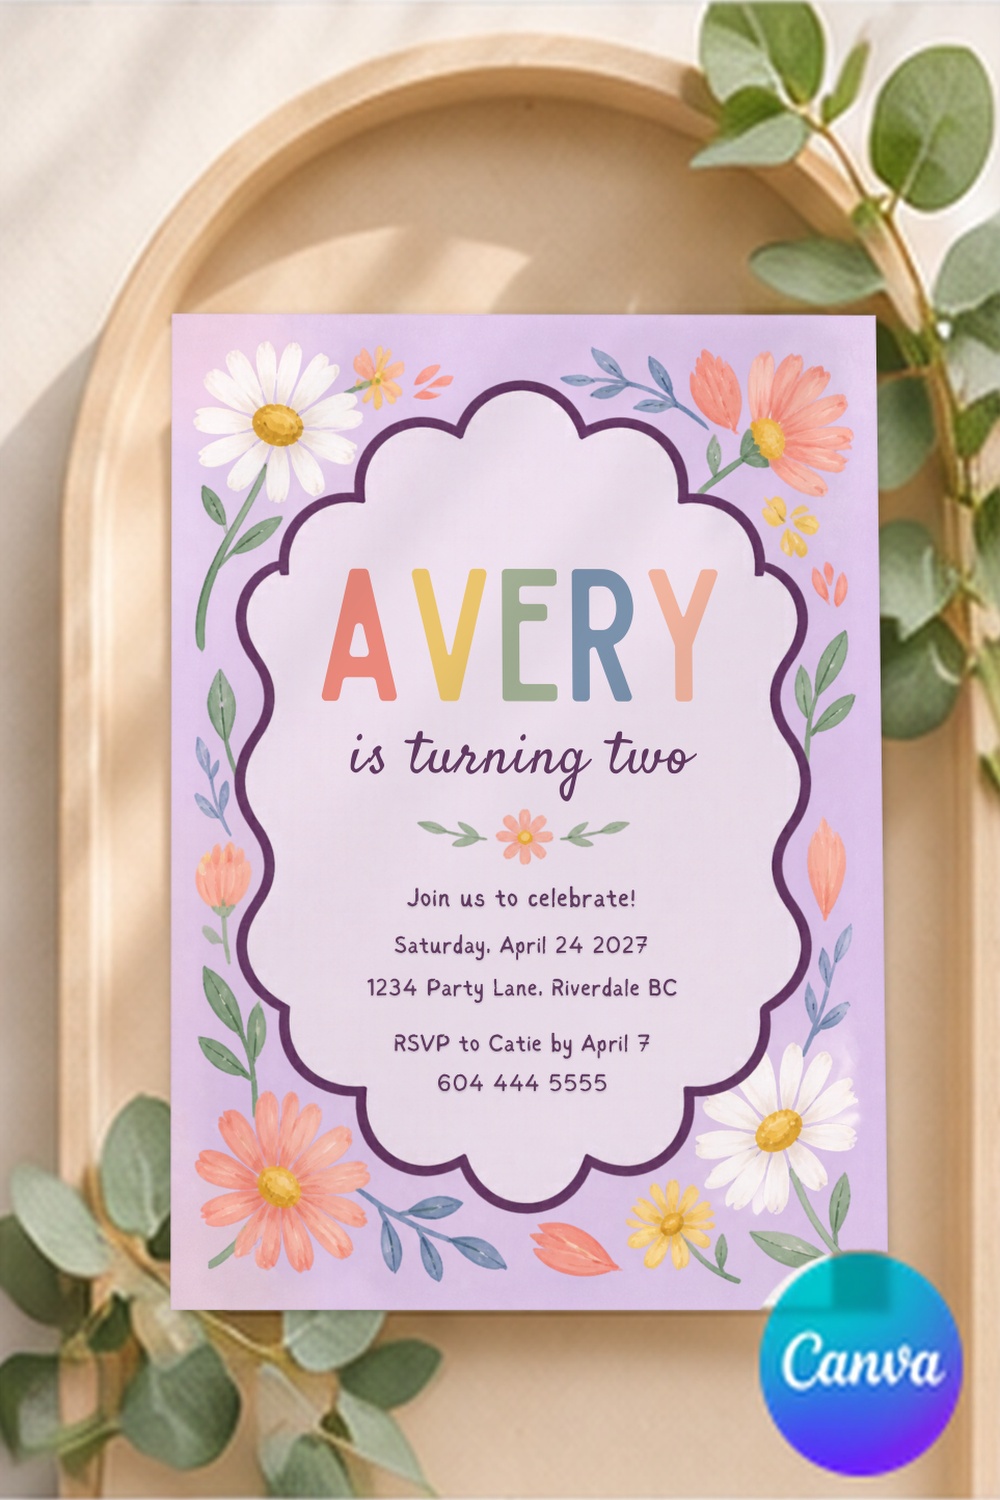 AVERY
is turning two
Join us to celebrate!
Saturday, April 24 2027
1234 Party Lane, Riverdale BC
RSVP to Catie by April 7
604 444 5555
Canva